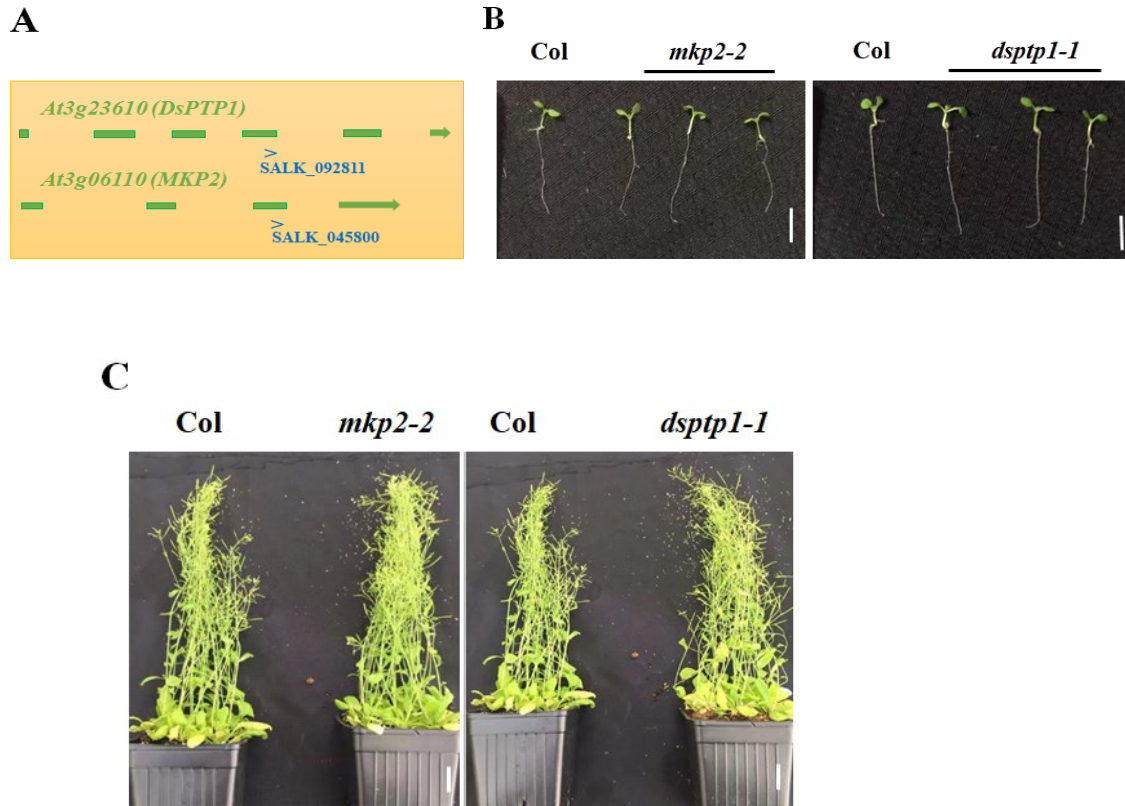 A
At3g23610 (DsPTP1)
>
SALK_092811
At3g06110 (MKP2)
>
SALK_045800
B
Col mkp2-2 Col dsptp1-1
C
Col mkp2-2 Col dsptp1-1